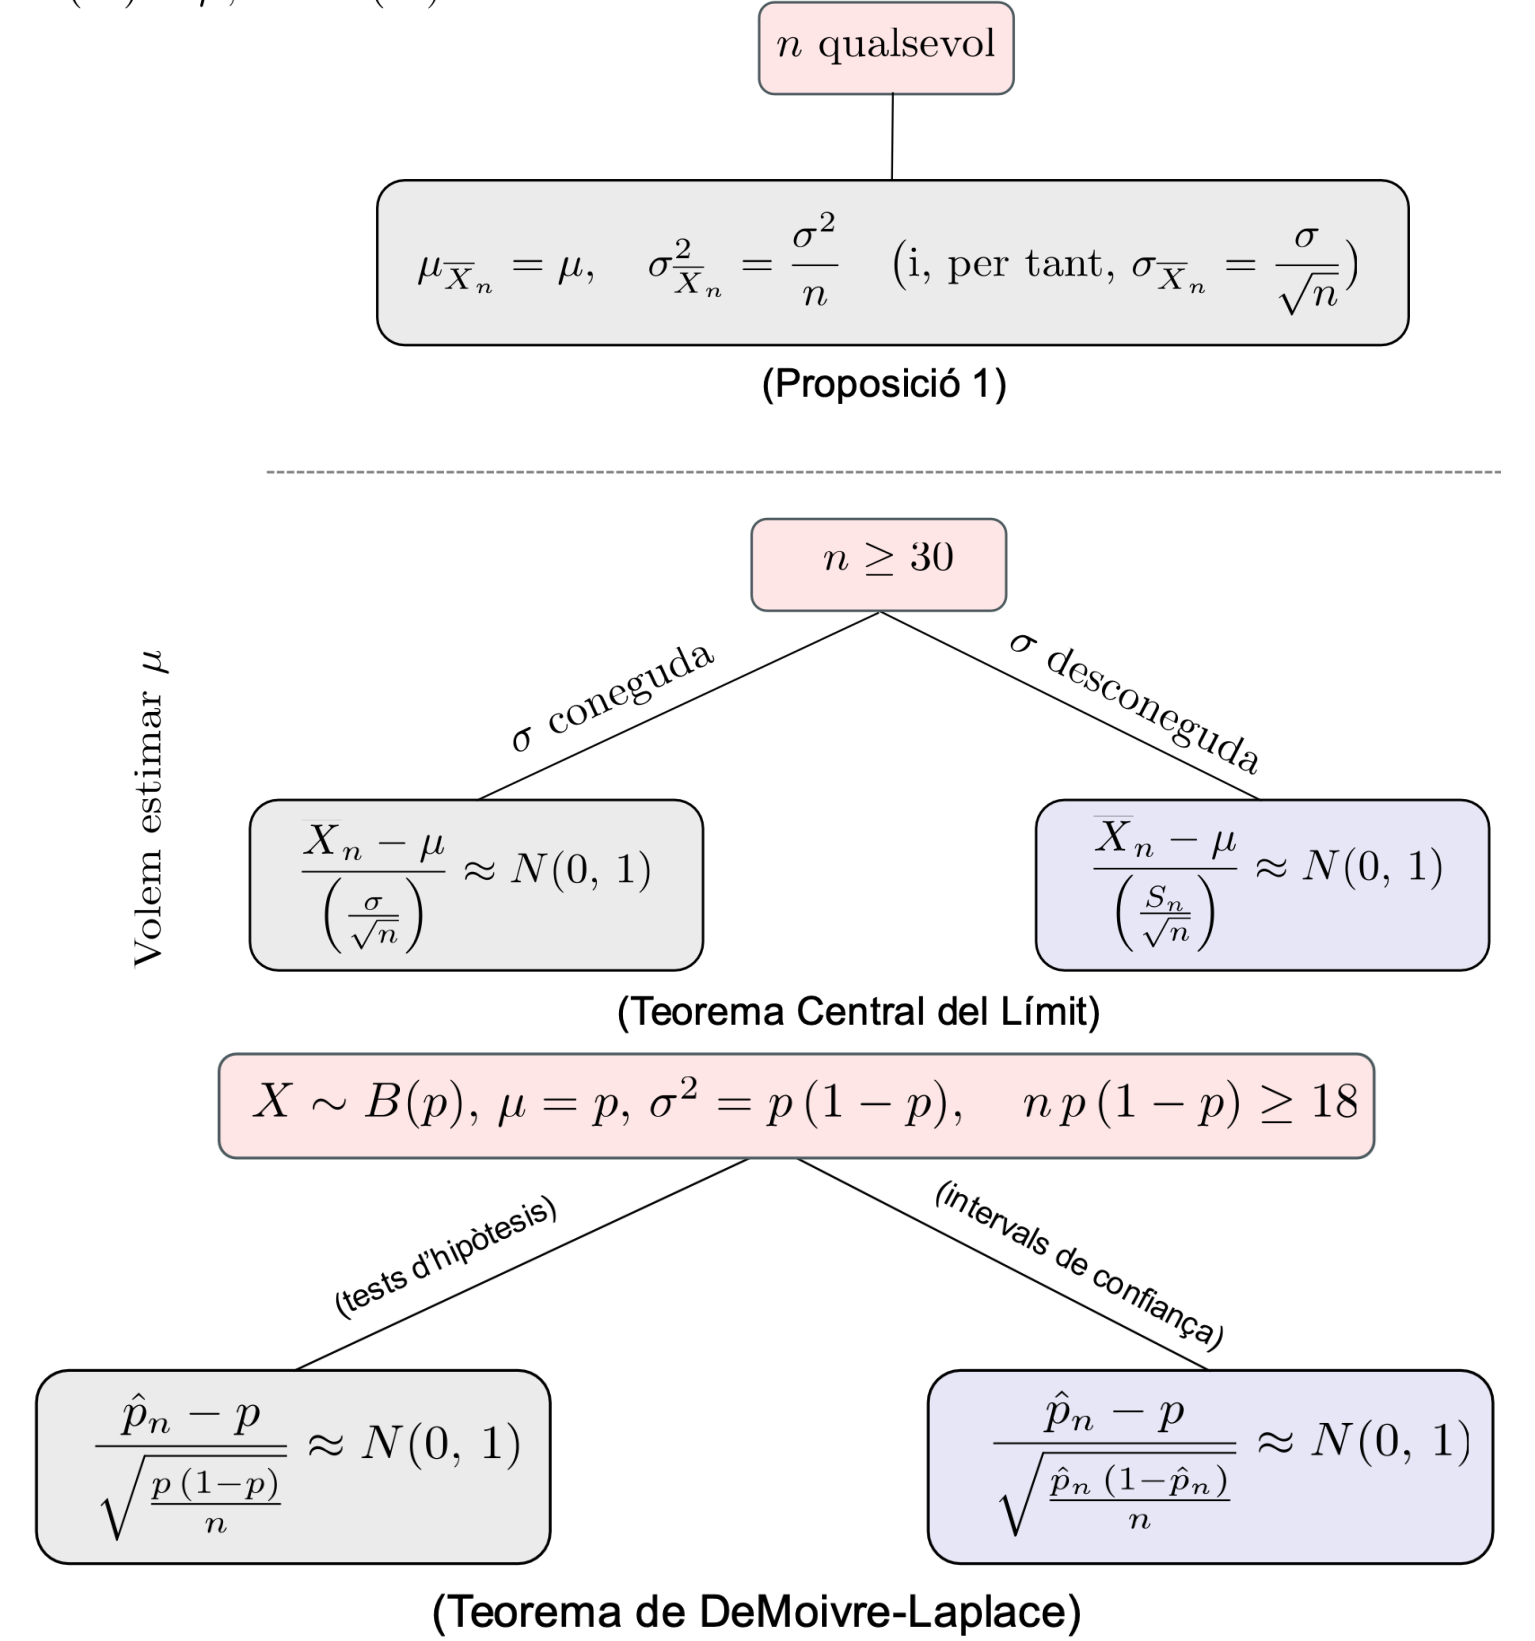 n qualsevol
μ_{X̄_n} = μ, σ²_{X̄_n} = σ²/n (i, per tant, σ_{X̄_n} = σ/√n)
(Proposició 1)
n ≥ 30
σ coneguda
σ desconeguda
Volem estimar μ
(X̄_n − μ)/(σ/√n) ≈ N(0, 1)
(X̄_n − μ)/(S_n/√n) ≈ N(0, 1)
(Teorema Central del Límit)
X ∼ B(p), μ = p, σ² = p (1 − p), n p (1 − p) ≥ 18
(tests d'hipòtesis)
(intervals de confiança)
(p̂_n − p)/√(p (1−p)/n) ≈ N(0, 1)
(p̂_n − p)/√(p̂_n (1−p̂_n)/n) ≈ N(0, 1)
(Teorema de DeMoivre-Laplace)